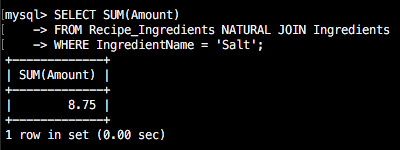 mysql> SELECT SUM(Amount)
    -> FROM Recipe_Ingredients NATURAL JOIN Ingredients
    -> WHERE IngredientName = 'Salt';
+-------------+
| SUM(Amount) |
+-------------+
|        8.75 |
+-------------+
1 row in set (0.00 sec)